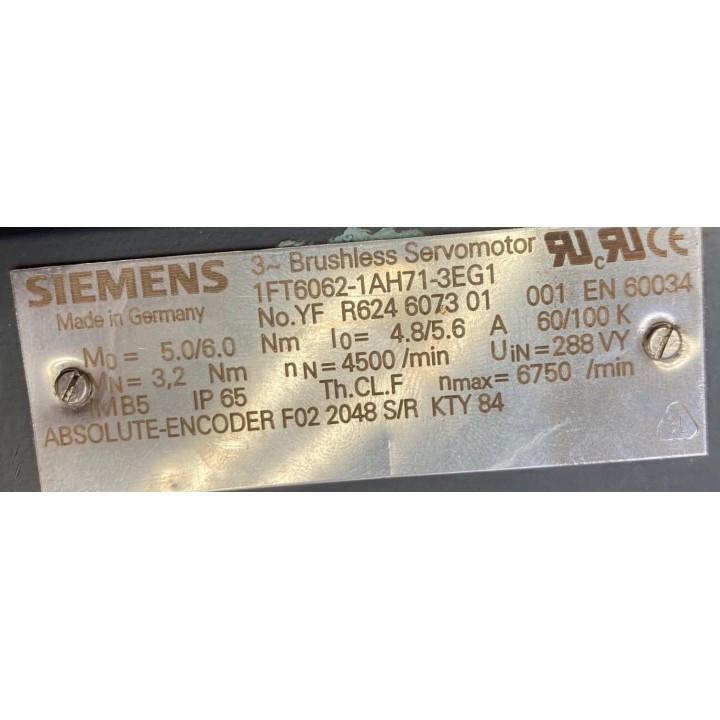 SIEMENS 3~ Brushless Servomotor
Made in Germany 1FT6062-1AH71-3EG1
No.YF R624 6073 01 001 EN 60034
M0 = 5.0/6.0 Nm I0= 4.8/5.6 A 60/100 K
MN= 3,2 Nm nN=4500/min UiN=288 VY
IMB5 IP 65 Th.CL.F nmax= 6750 /min
ABSOLUTE-ENCODER F02 2048 S/R KTY 84